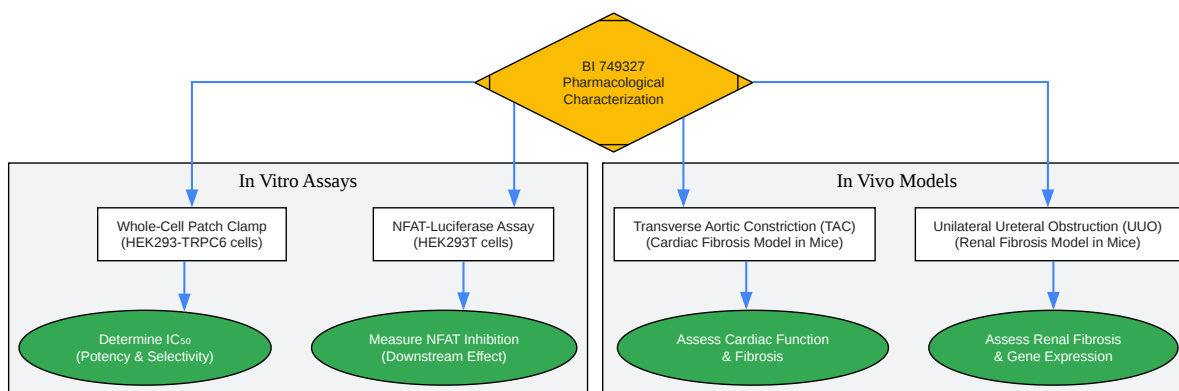 BI 749327
Pharmacological
Characterization
In Vitro Assays
In Vivo Models
Whole-Cell Patch Clamp
(HEK293-TRPC6 cells)
NFAT-Luciferase Assay
(HEK293T cells)
Transverse Aortic Constriction (TAC)
(Cardiac Fibrosis Model in Mice)
Unilateral Ureteral Obstruction (UUO)
(Renal Fibrosis Model in Mice)
Determine IC₅₀
(Potency & Selectivity)
Measure NFAT Inhibition
(Downstream Effect)
Assess Cardiac Function
& Fibrosis
Assess Renal Fibrosis
& Gene Expression